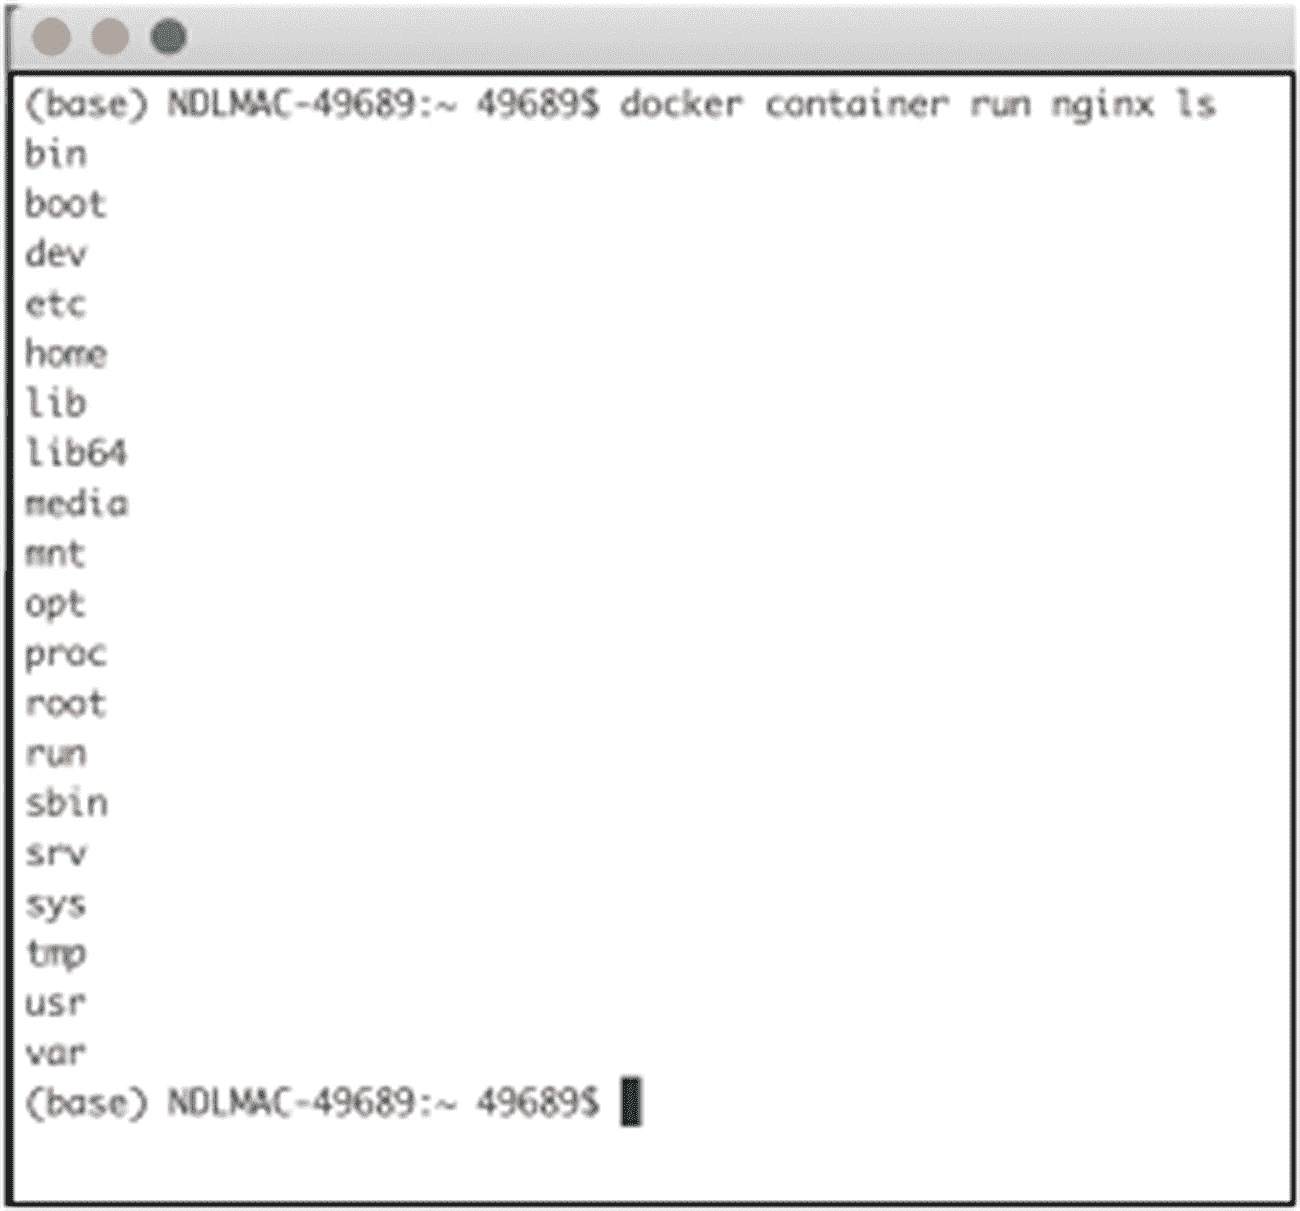 (base) NDLMAC-49689:~ 49689$ docker container run nginx ls
bin
boot
dev
etc
home
lib
lib64
media
mnt
opt
proc
root
run
sbin
srv
sys
tmp
usr
var
(base) NDLMAC-49689:~ 49689$